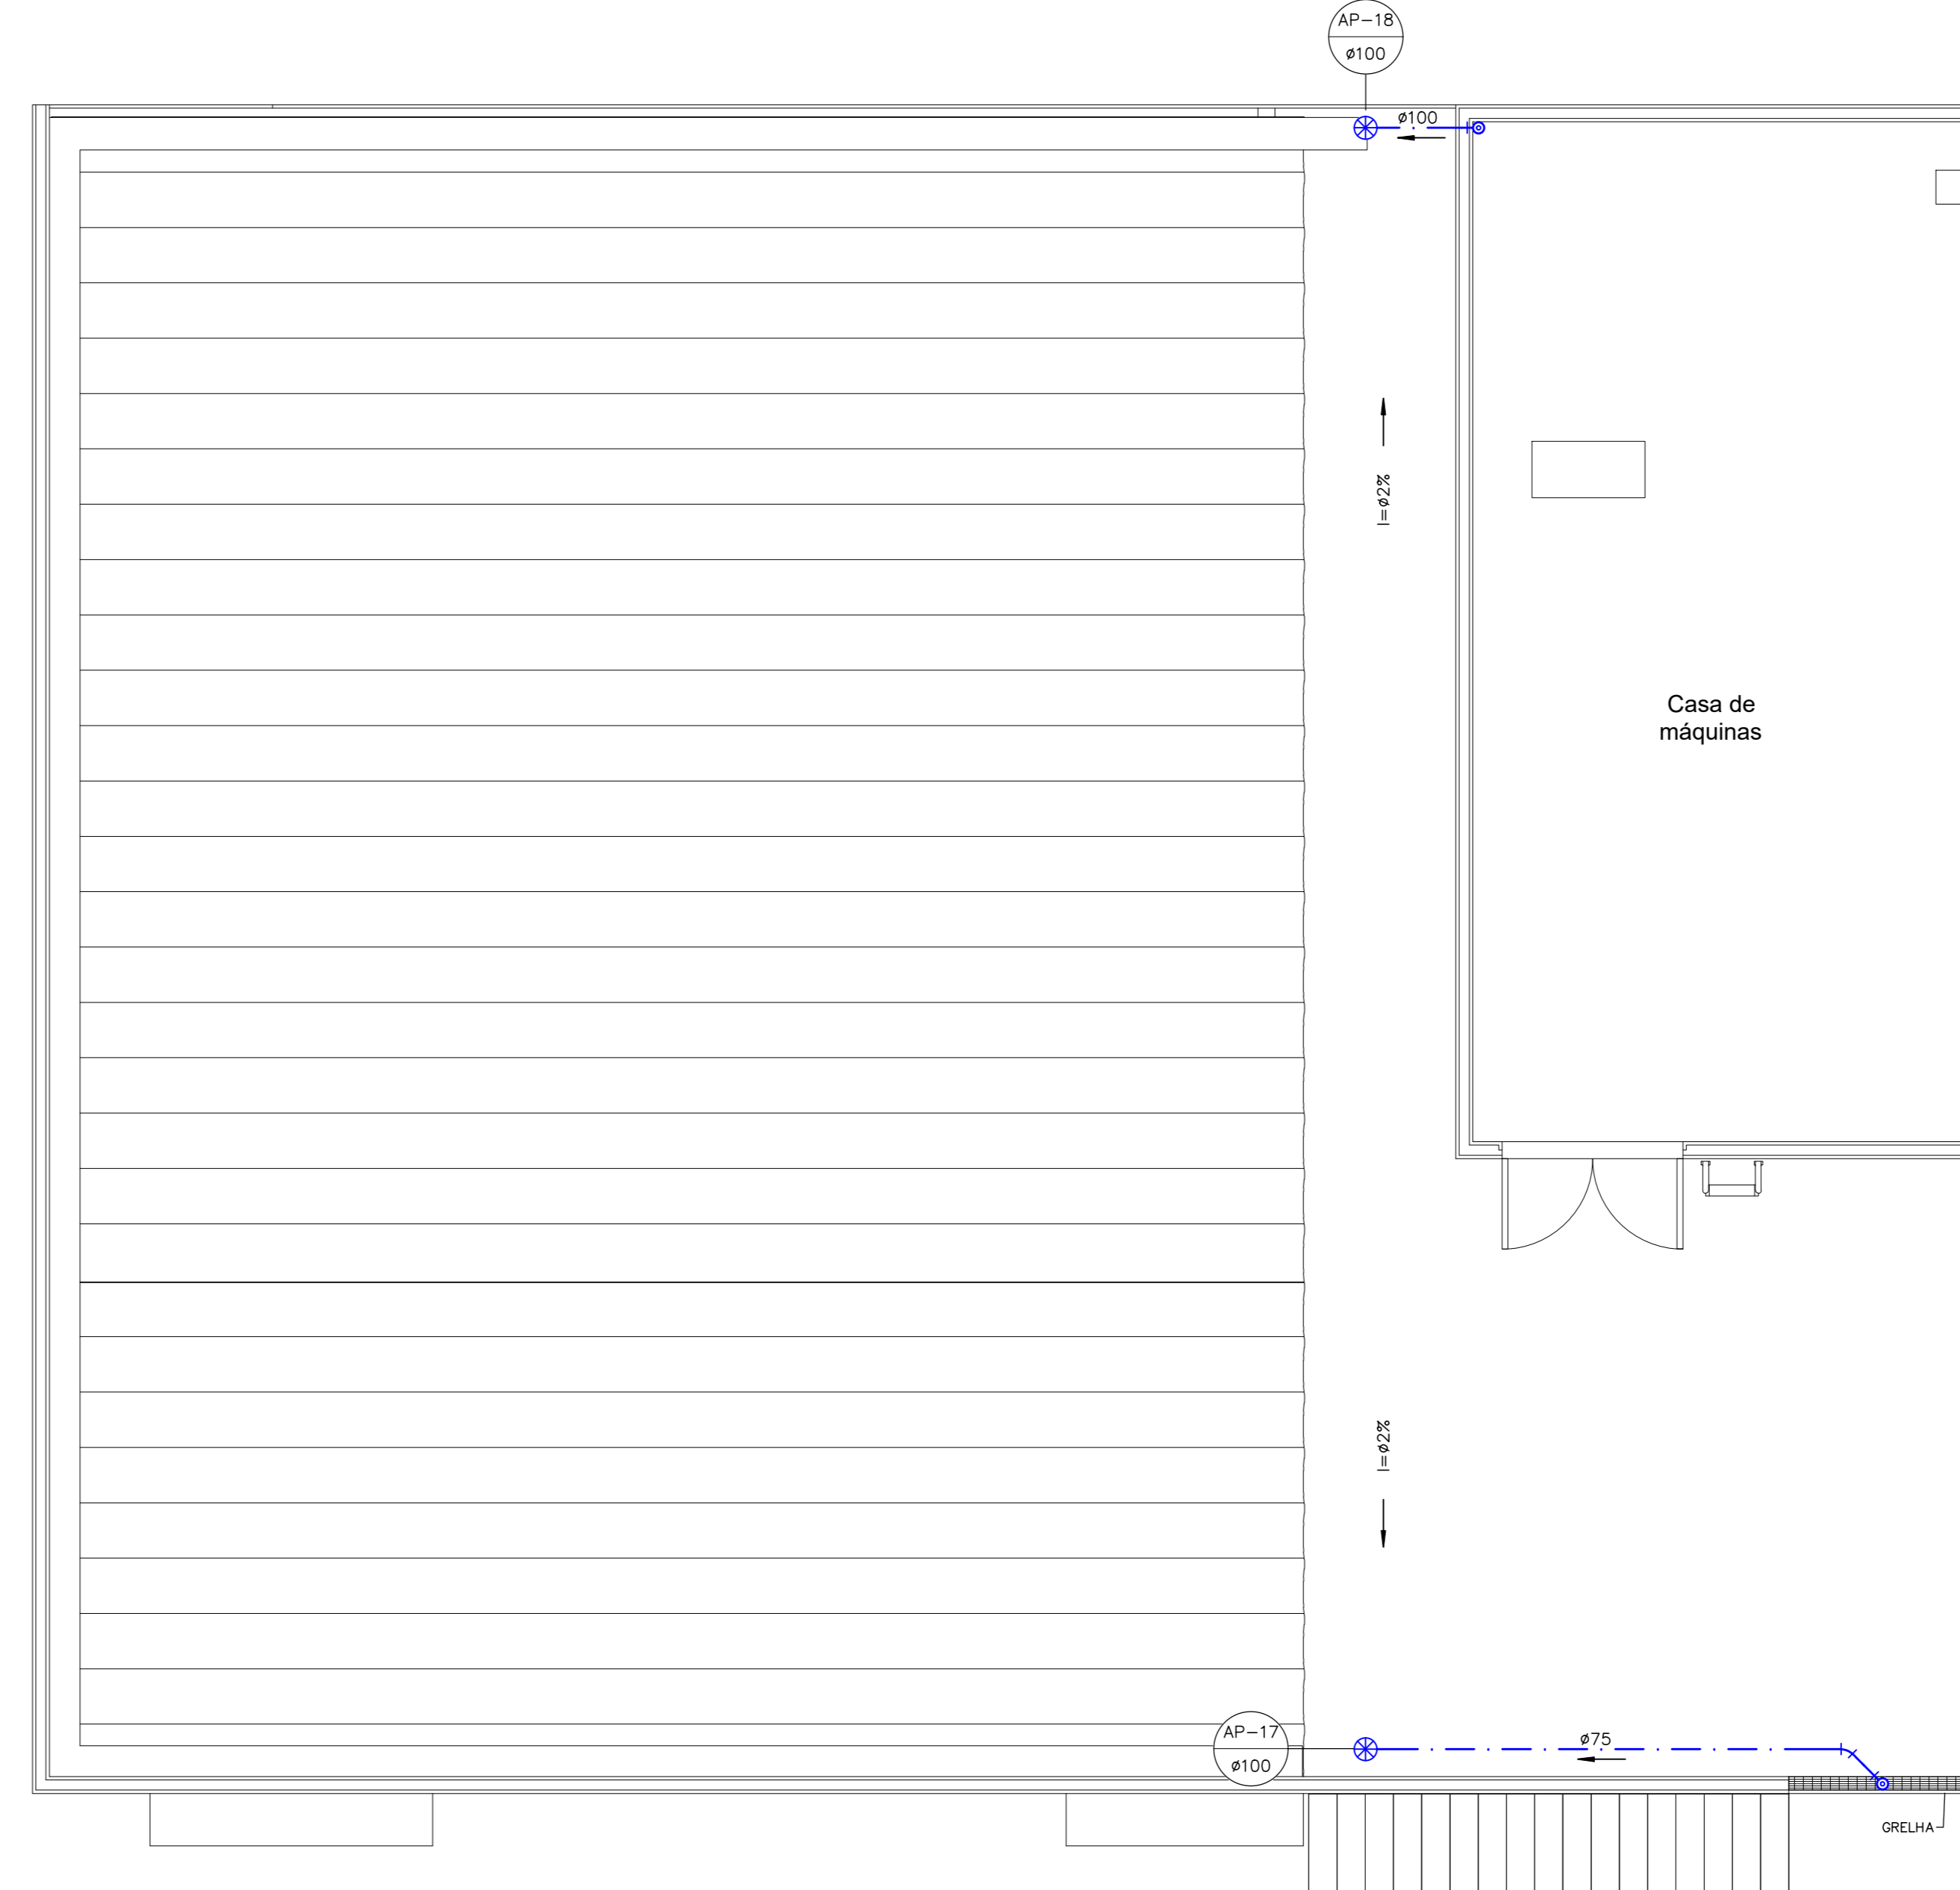 AP-18
ø100
ø100
I=ø2%
Casa de
máquinas
I=ø2%
AP-17
ø100
ø75
GRELHA